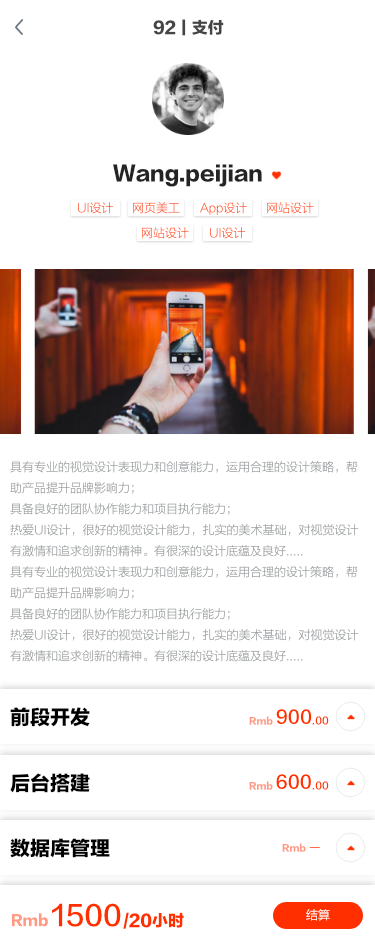 92 | 支付
Wang.peijian
UI设计 网页美工 App设计 网站设计
网站设计 UI设计
具有专业的视觉设计表现力和创意能力，运用合理的设计策略，帮
助产品提升品牌影响力；
具备良好的团队协作能力和项目执行能力；
热爱UI设计，很好的视觉设计能力，扎实的美术基础，对视觉设计
有激情和追求创新的精神。有很深的设计底蕴及良好.....
具有专业的视觉设计表现力和创意能力，运用合理的设计策略，帮
助产品提升品牌影响力；
具备良好的团队协作能力和项目执行能力；
热爱UI设计，很好的视觉设计能力，扎实的美术基础，对视觉设计
有激情和追求创新的精神。有很深的设计底蕴及良好.....
前段开发 Rmb 900.00
后台搭建 Rmb 600.00
数据库管理 Rmb —
Rmb 1500/20小时 结算